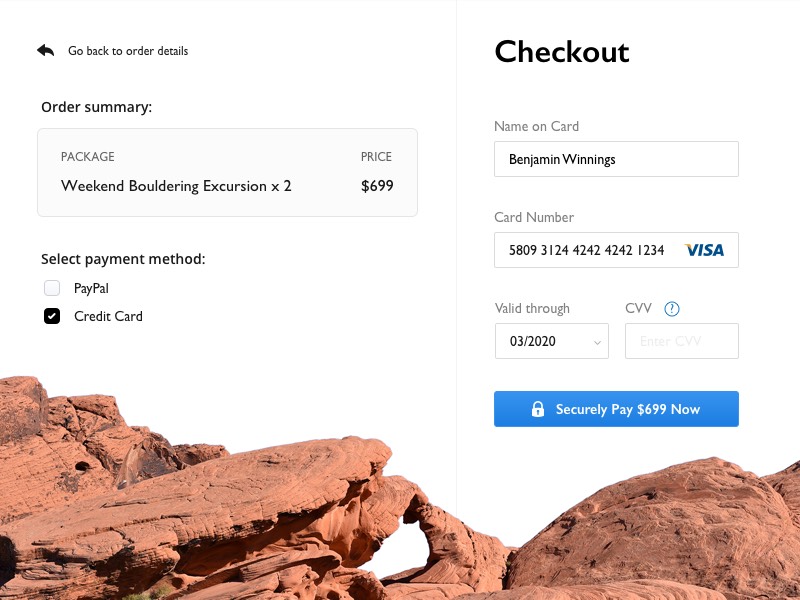 Go back to order details
Order summary:
PACKAGE PRICE
Weekend Bouldering Excursion x 2 $699
Select payment method:
PayPal
Credit Card
Checkout
Name on Card
Benjamin Winnings
Card Number
5809 3124 4242 4242 1234 VISA
Valid through CVV ?
03/2020 Enter CVV
Securely Pay $699 Now